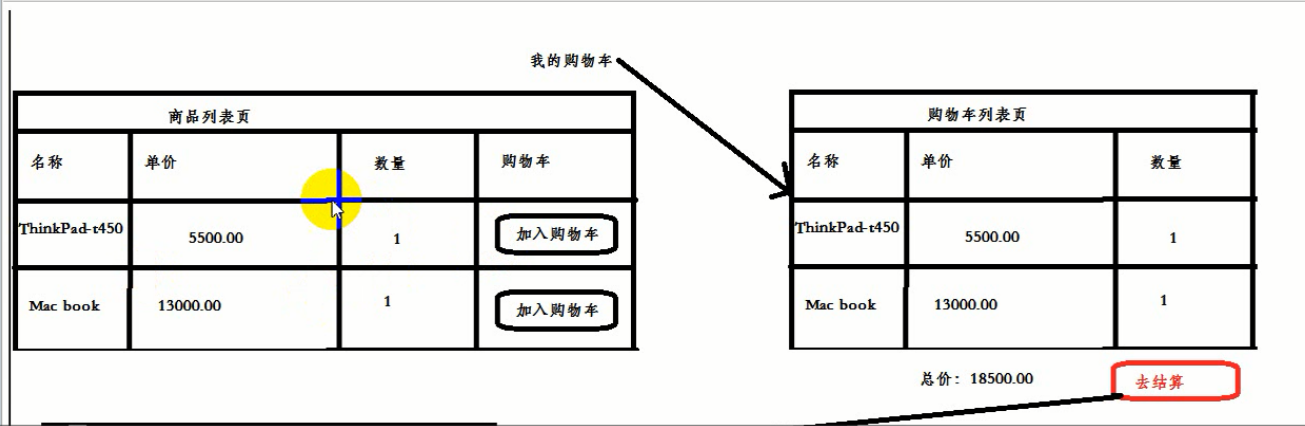 我的购物车
商品列表页
名称 单价 数量 购物车
ThinkPad-t450 5500.00 1 加入购物车
Mac book 13000.00 1 加入购物车
购物车列表页
名称 单价 数量
ThinkPad-t450 5500.00 1
Mac book 13000.00 1
总价：18500.00 去结算